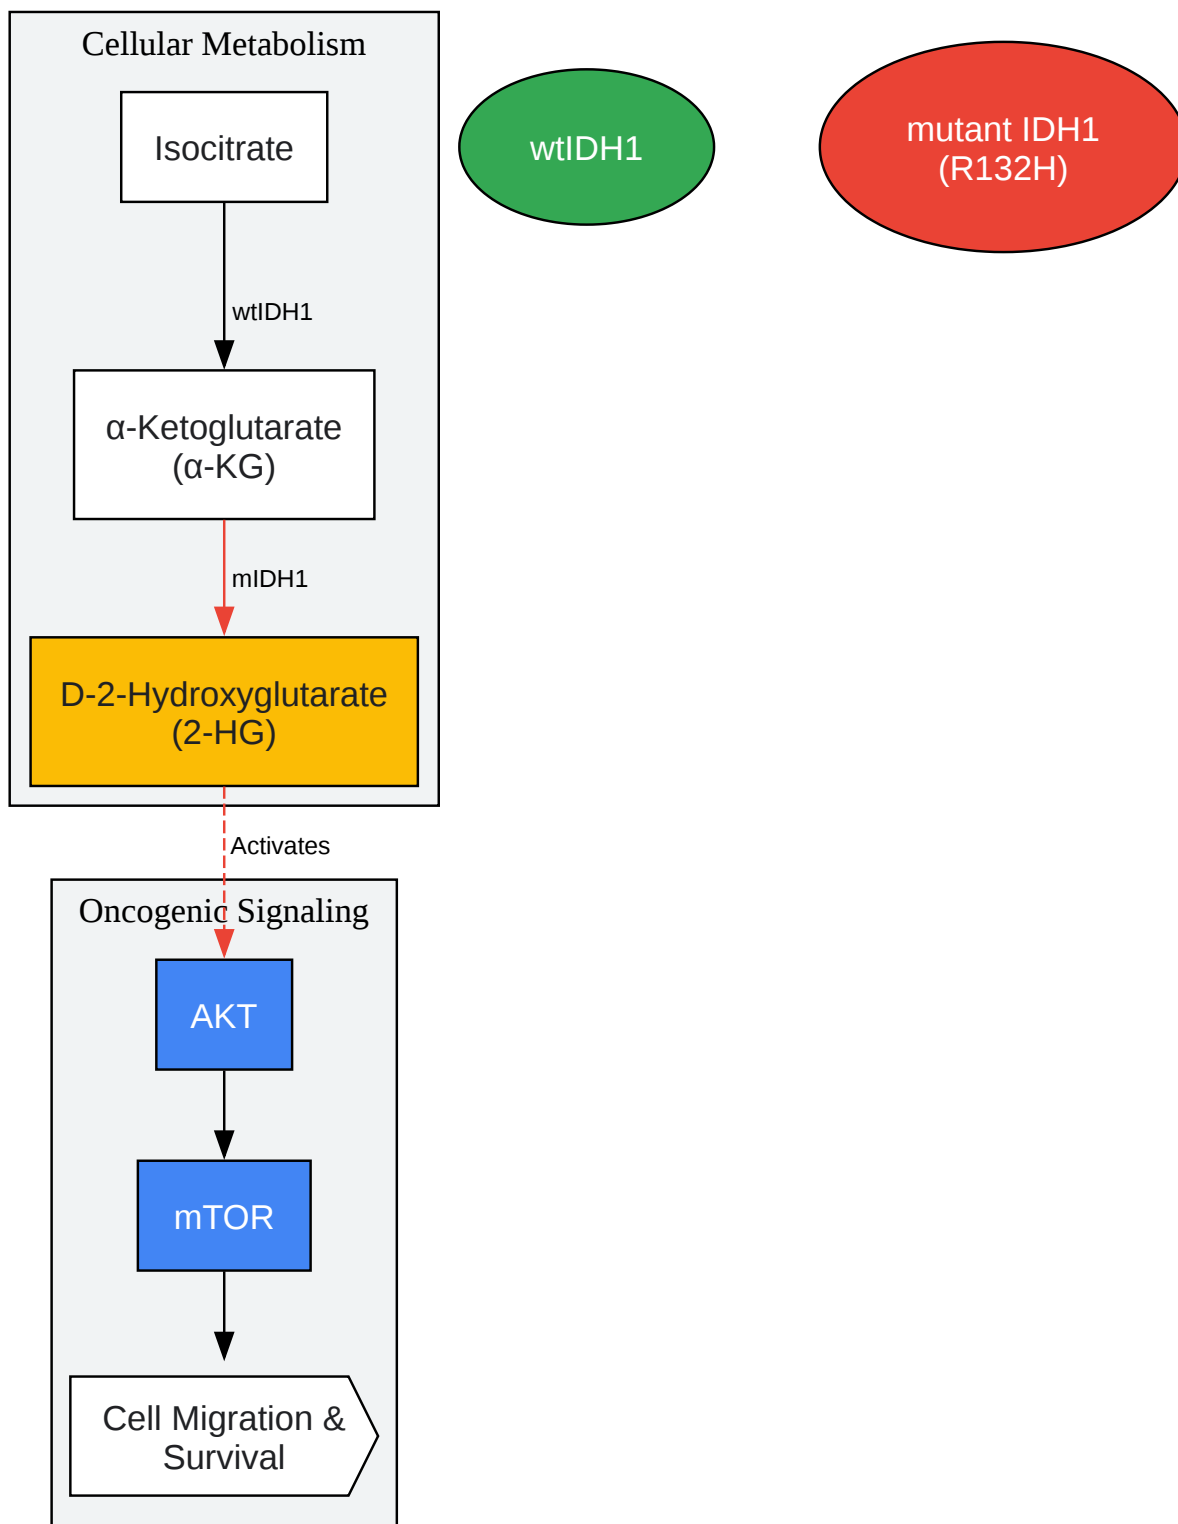 Cellular Metabolism
Isocitrate
wtIDH1
mutant IDH1
(R132H)
wtIDH1
α-Ketoglutarate
(α-KG)
mIDH1
D-2-Hydroxyglutarate
(2-HG)
Activates
Oncogenic Signaling
AKT
mTOR
Cell Migration &
Survival